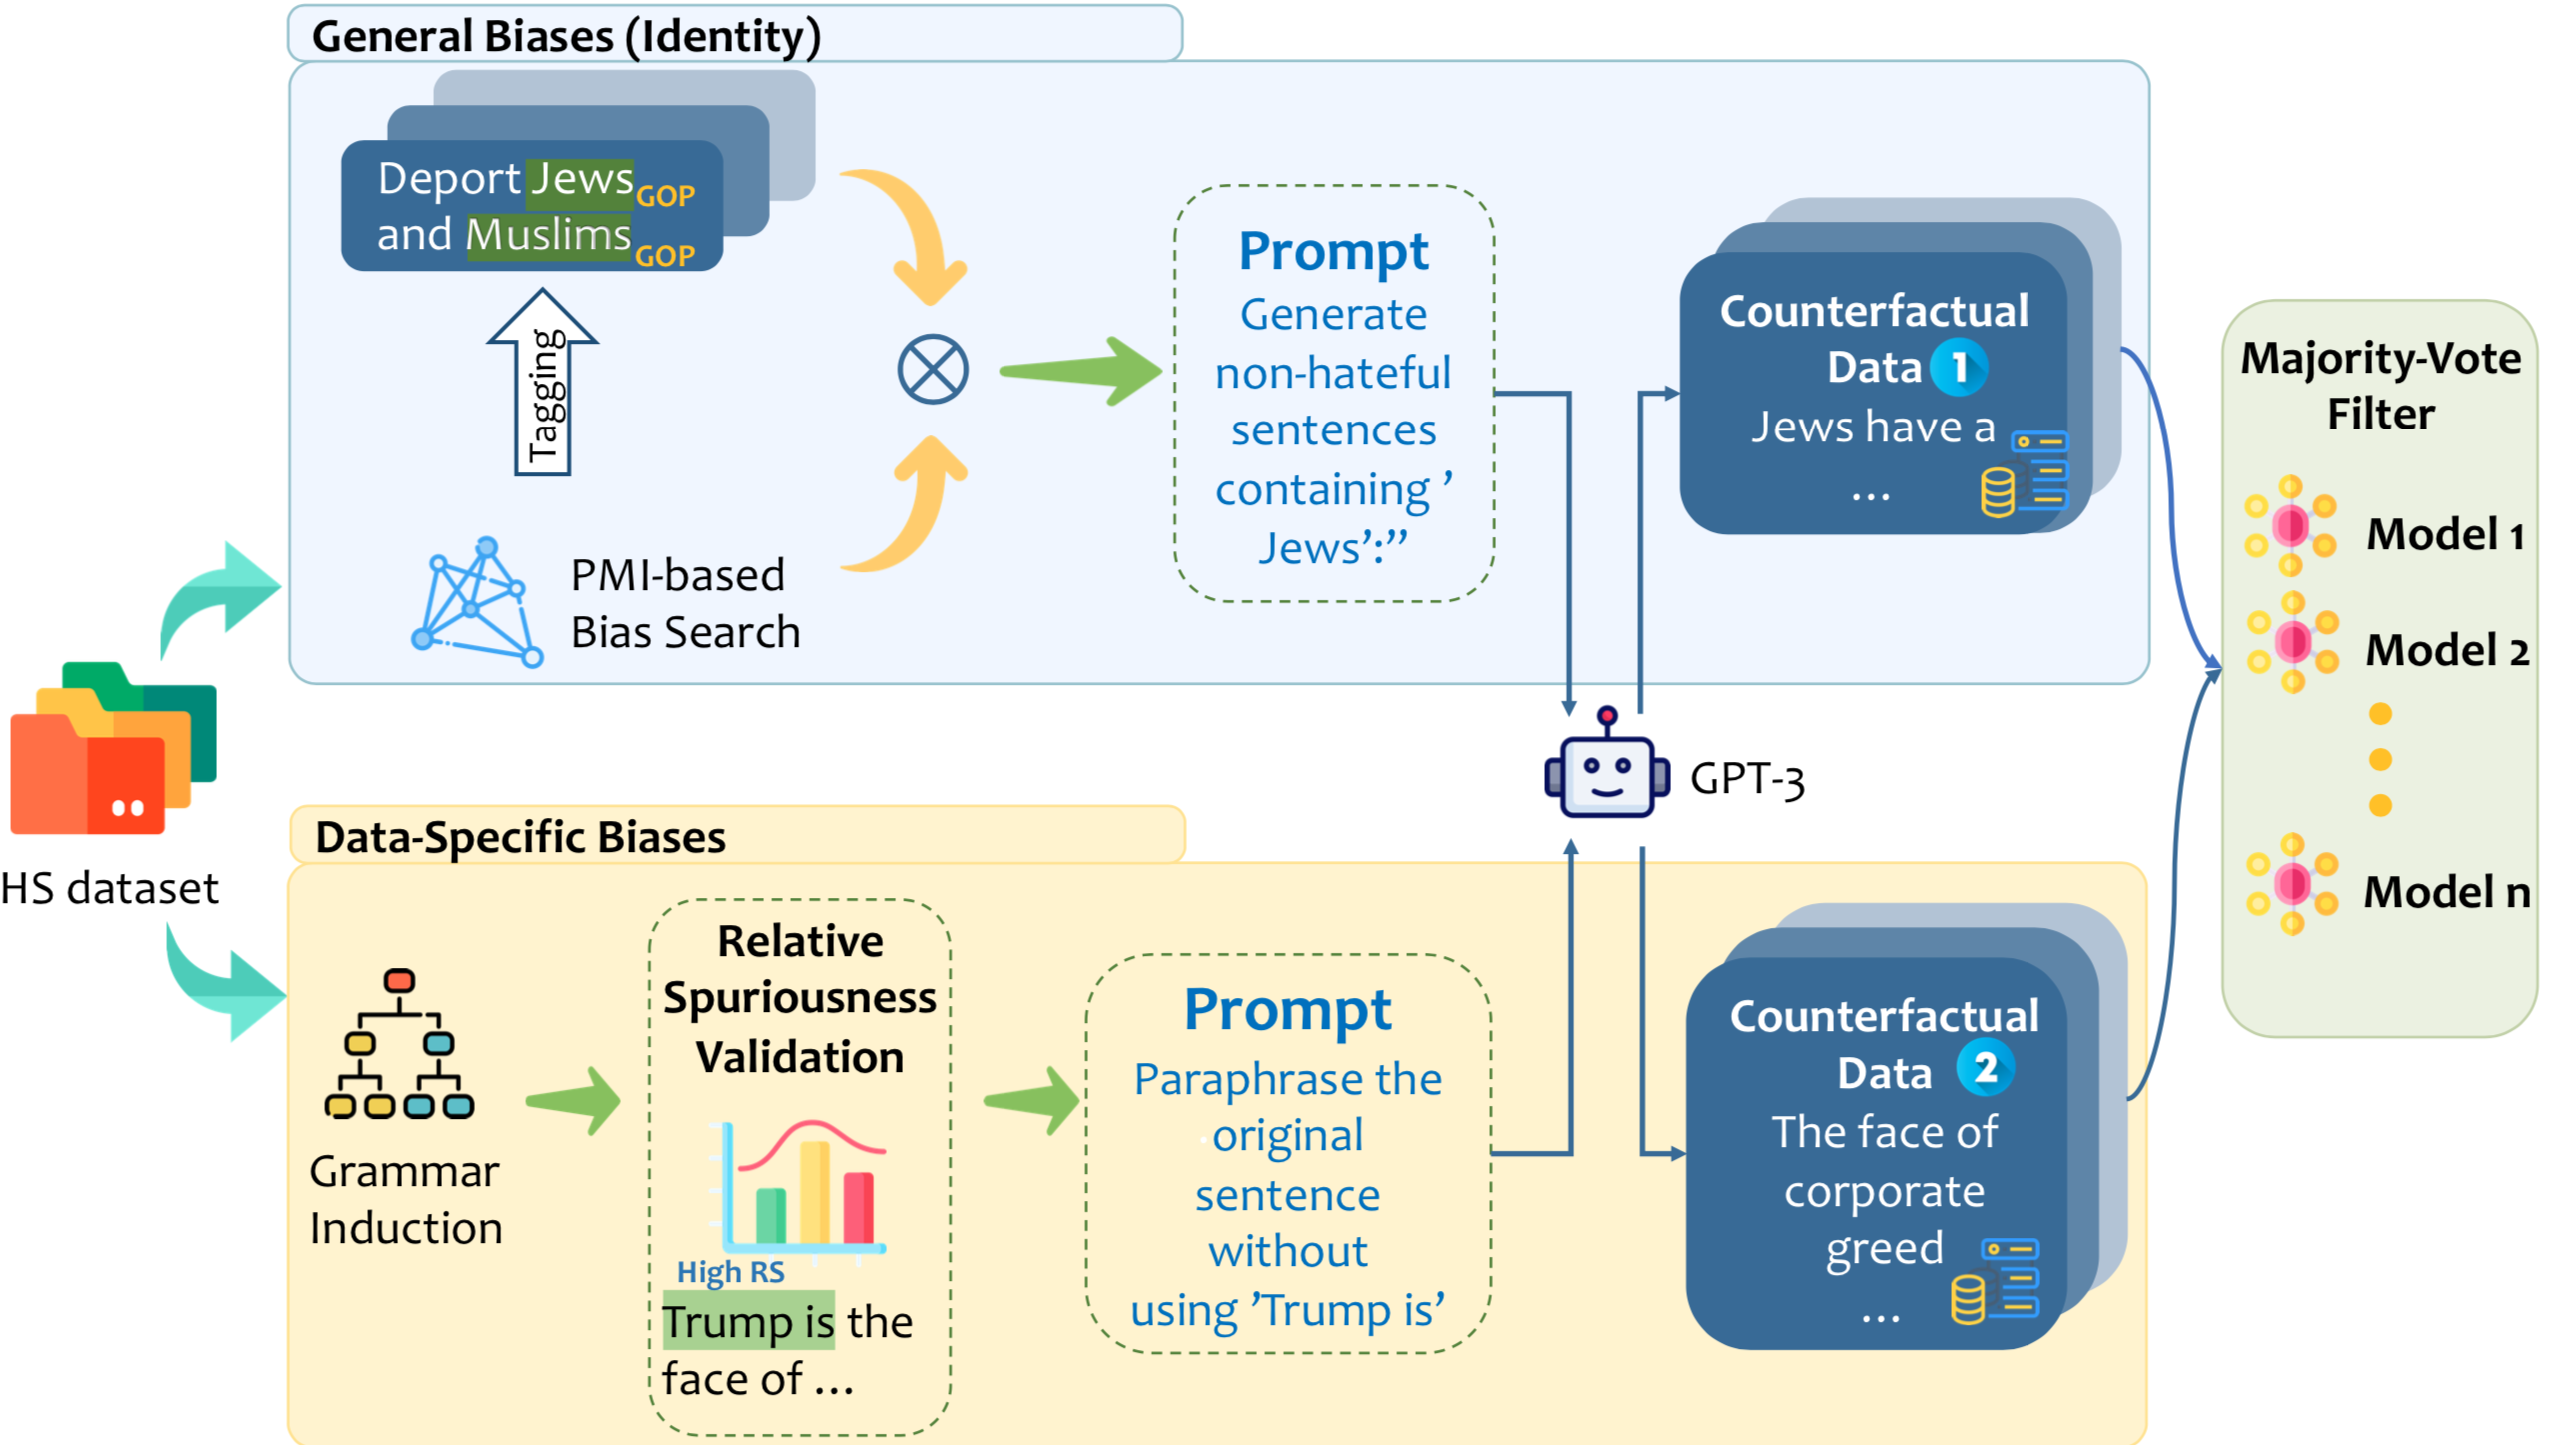 General Biases (Identity)
Deport Jews GOP
and Muslims GOP
Tagging
PMI-based
Bias Search
Prompt
Generate
non-hateful
sentences
containing ’
Jews’:”
Counterfactual
Data 1
Jews have a
...
Majority-Vote
Filter
Model 1
Model 2
Model n
GPT-3
HS dataset
Data-Specific Biases
Grammar
Induction
Relative
Spuriousness
Validation
High RS
Trump is the
face of ...
Prompt
Paraphrase the
original
sentence
without
using ’Trump is’
Counterfactual
Data 2
The face of
corporate
greed
...